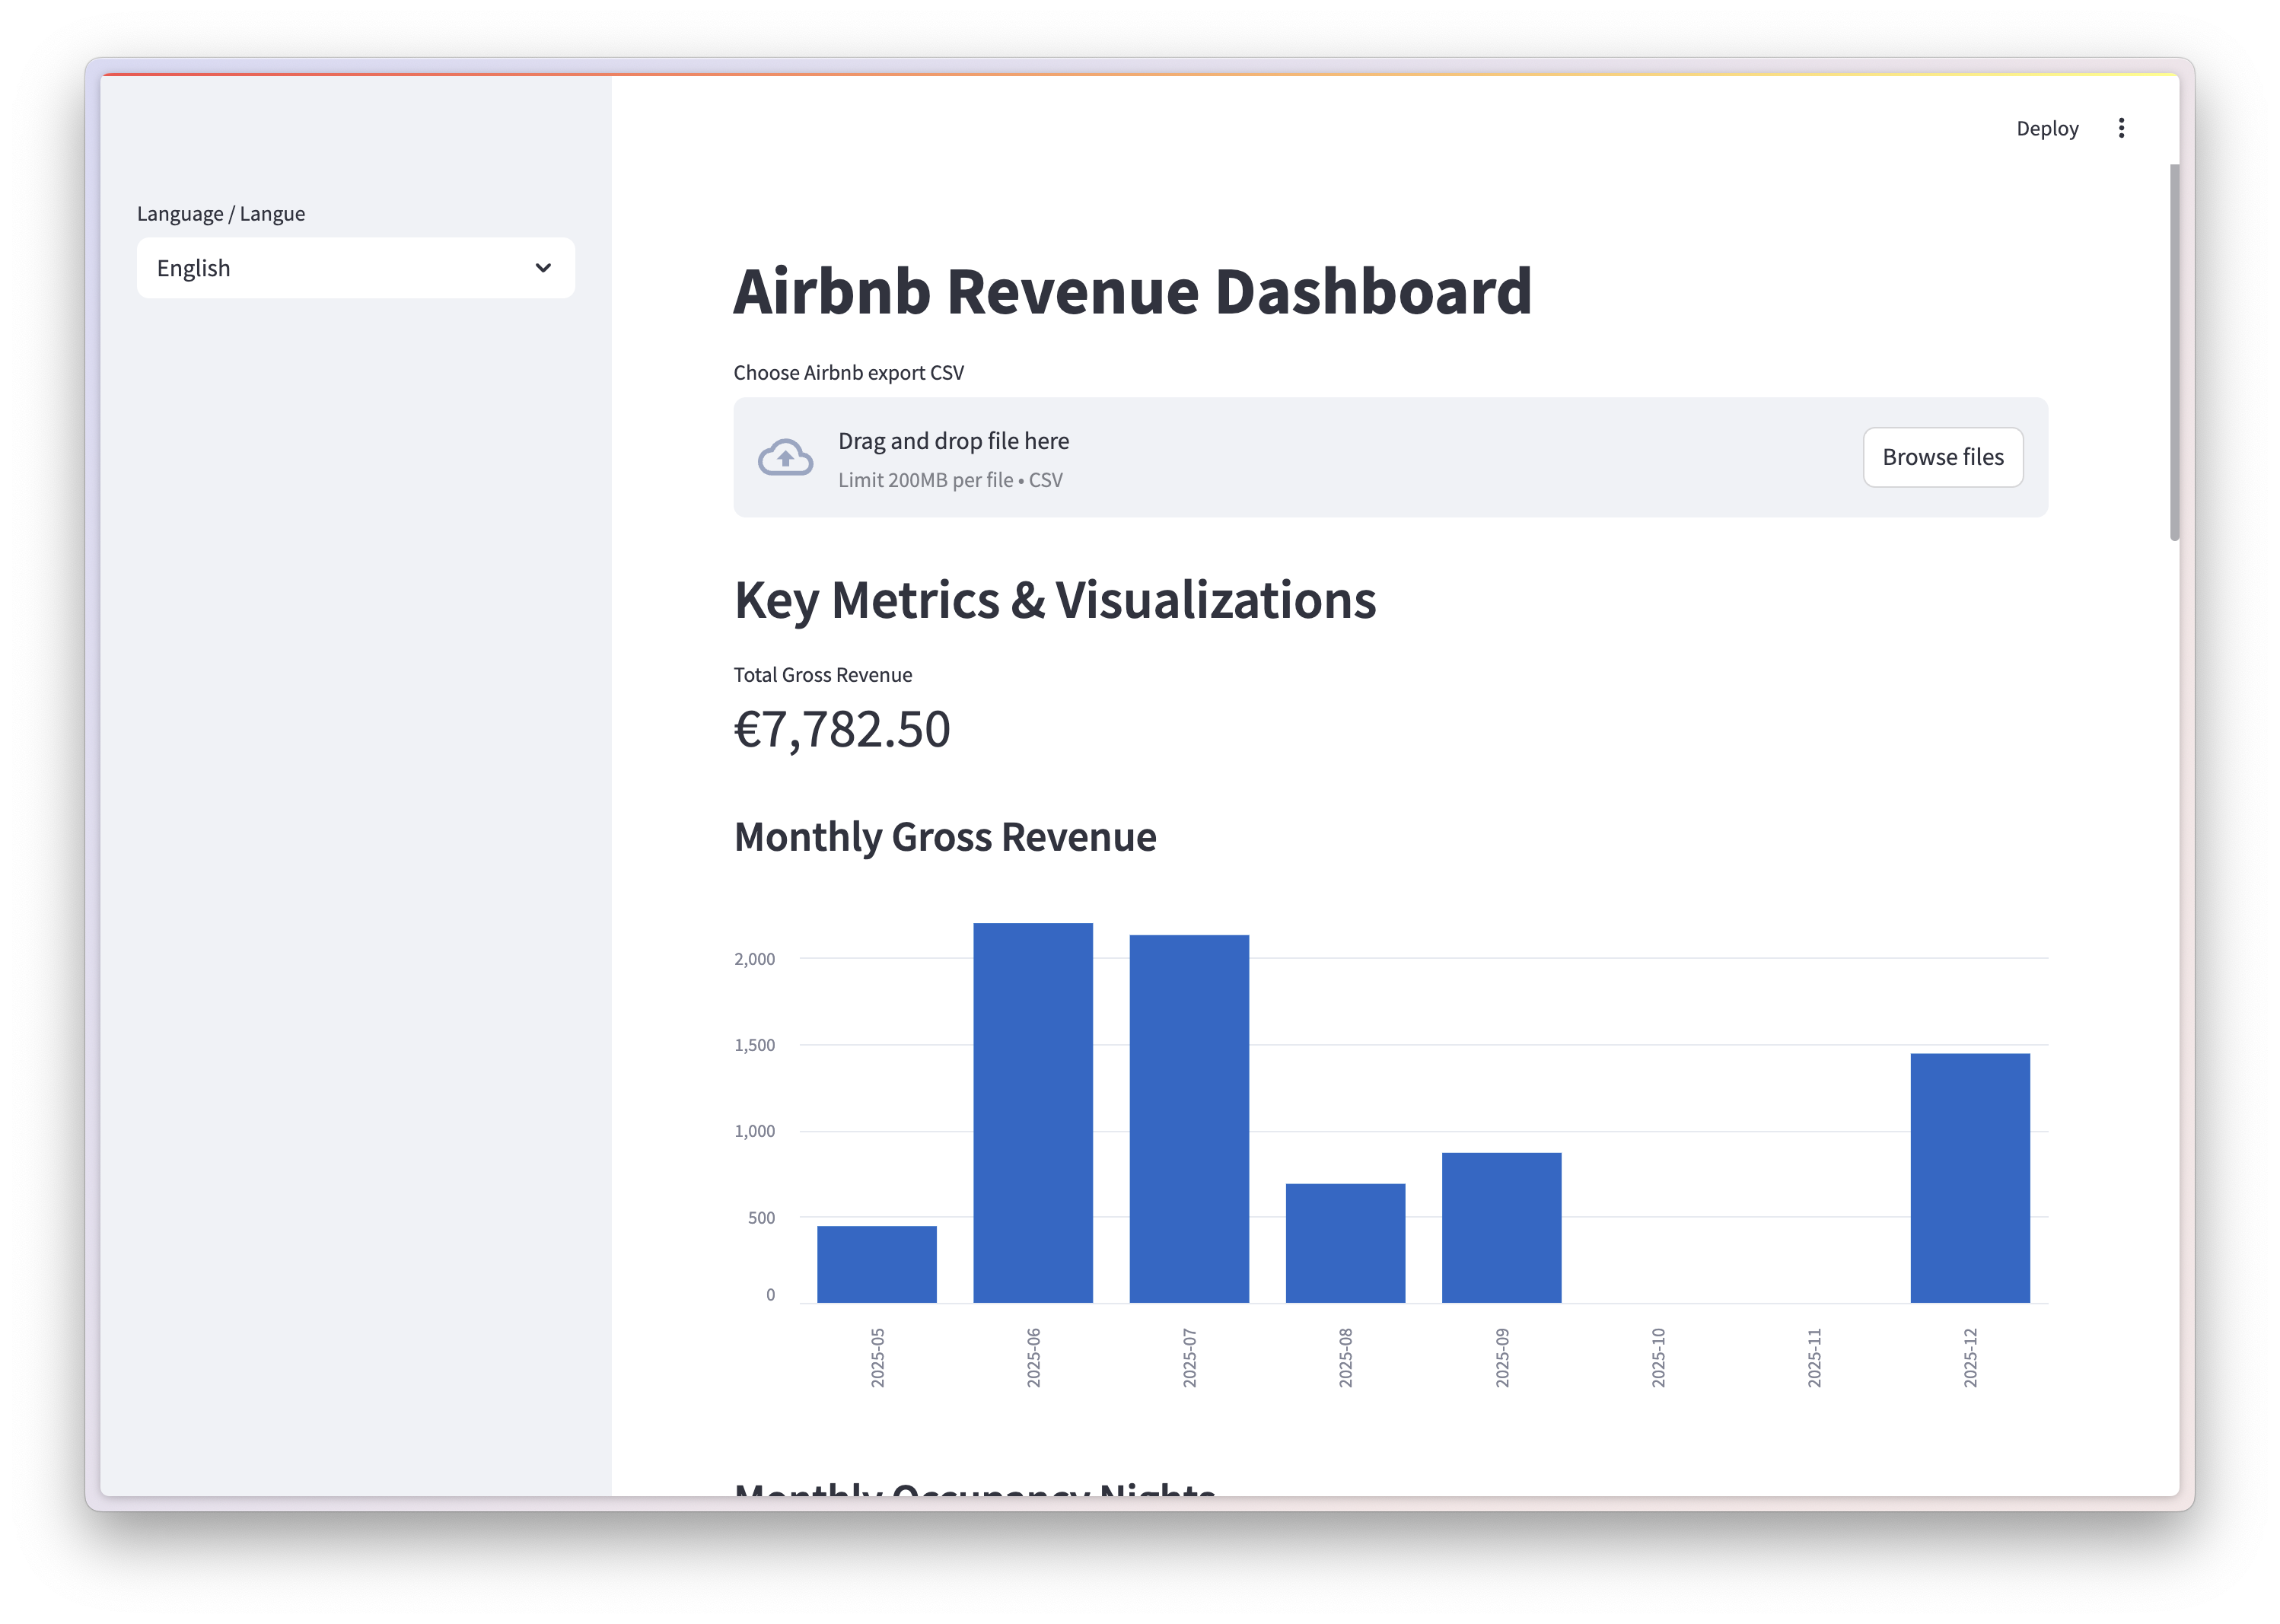 Deploy
Language / Langue
English
Airbnb Revenue Dashboard
Choose Airbnb export CSV
Drag and drop file here
Limit 200MB per file • CSV
Browse files
Key Metrics & Visualizations
Total Gross Revenue
€7,782.50
Monthly Gross Revenue
2,000
1,500
1,000
500
0
2025-05
2025-06
2025-07
2025-08
2025-09
2025-10
2025-11
2025-12
Monthly Occupancy Nights